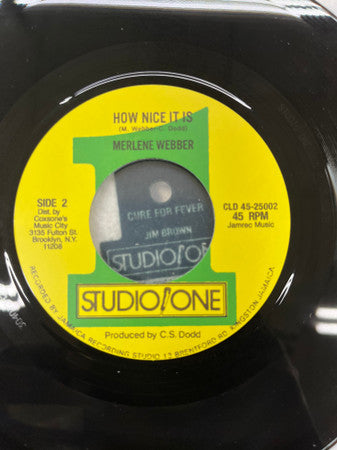 HOW NICE IT IS
(M. Webber-C. Dodd)
MERLENE WEBBER
SIDE 2
Dist. by
Coxsone's
Music City
3135 Fulton St.
Brooklyn, N.Y.
11208
CLD 45-25002
45 RPM
Jamrec Music
CURE FOR FEVER
JIM BROWN
STUDIO ONE
STUDIO ONE
Produced by C.S. Dodd
RECORDED BY JAMAICA RECORDING STUDIO 13 BRENTFORD RD. KINGSTON JAMAICA